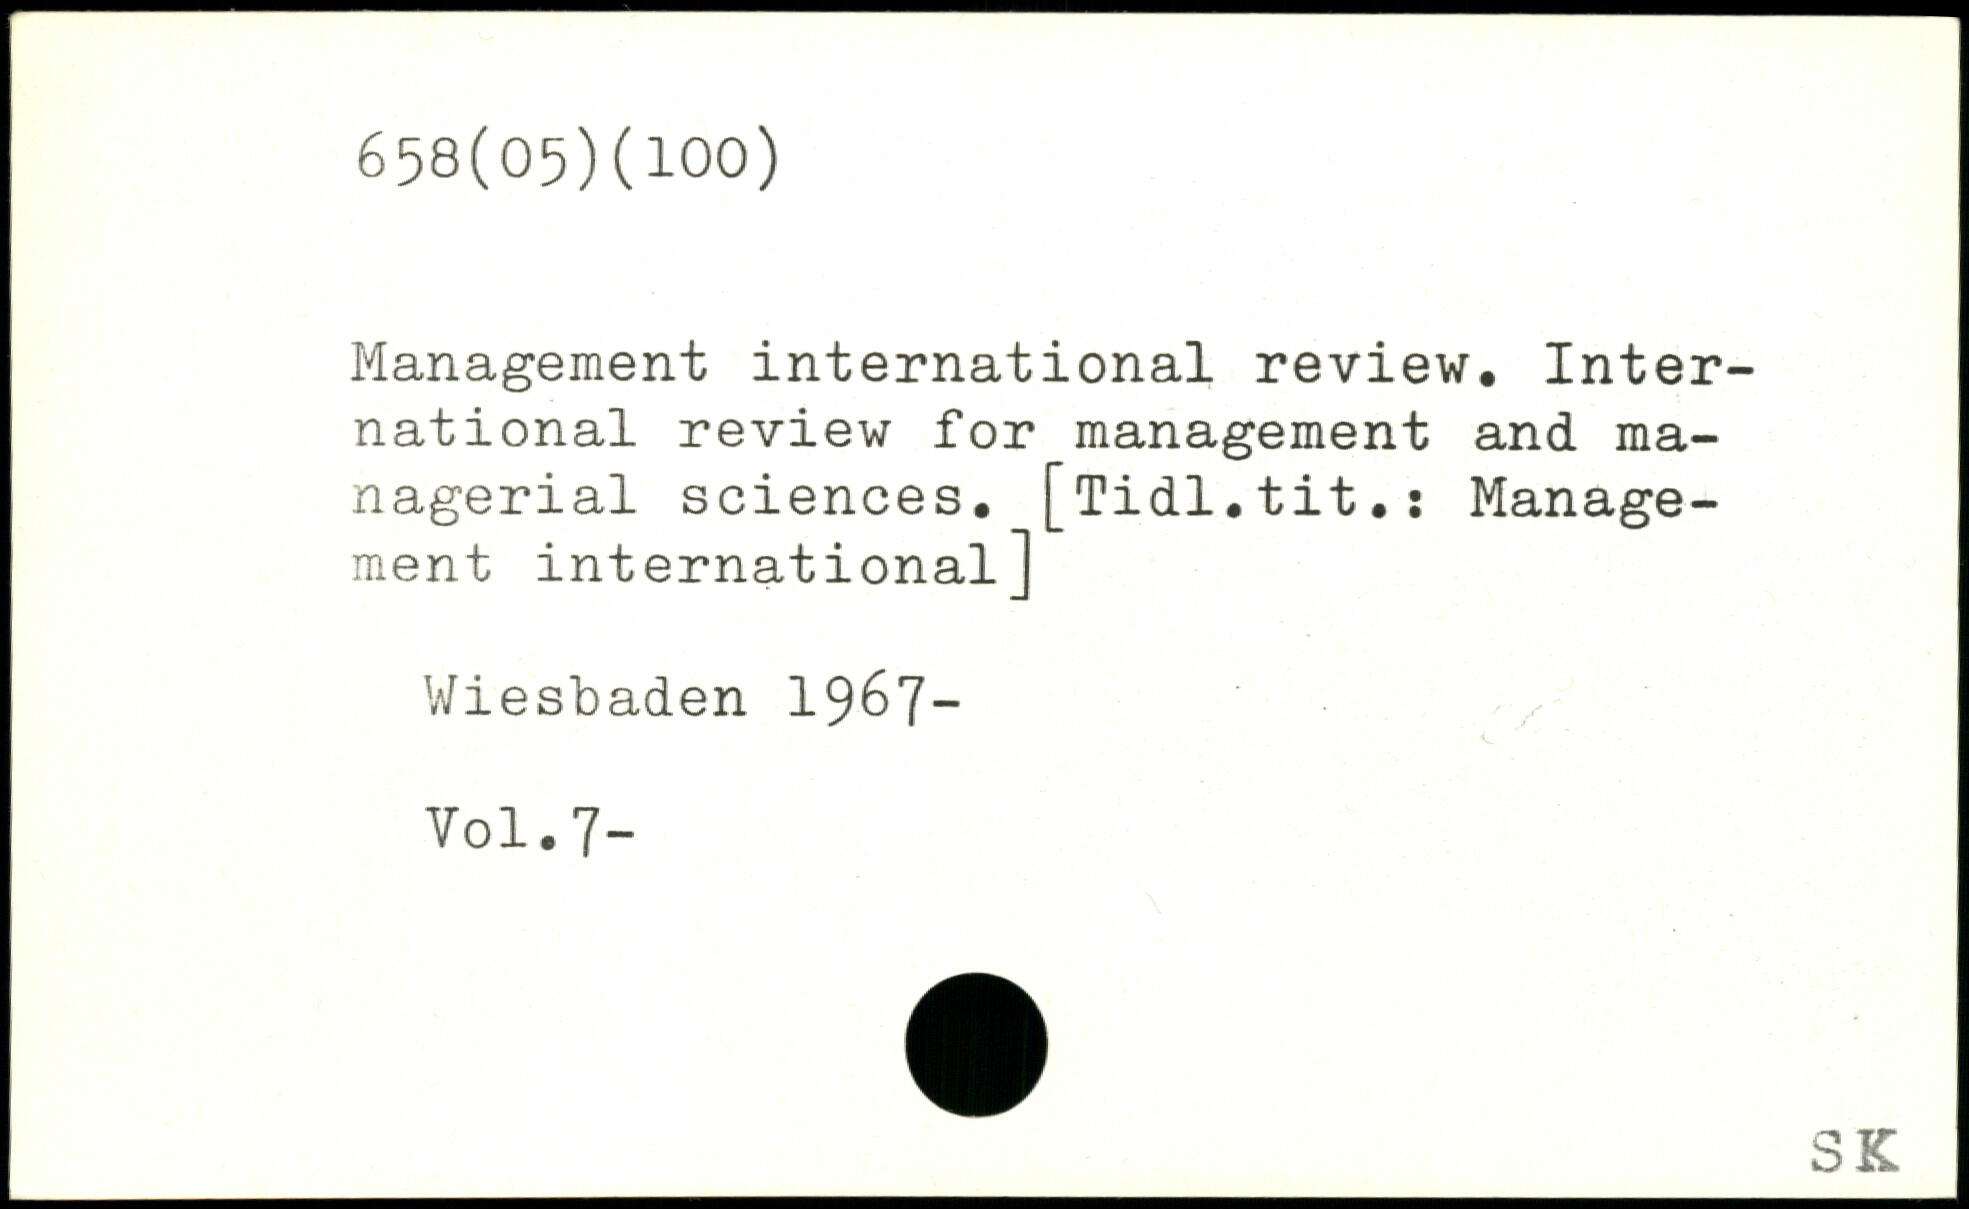 658(05)(100)
Management international review. Inter-
national review for management and ma-
nagerial sciences. [Tidl.tit.: Manage-
ment international]
Wiesbaden 1967-
Vol.7-
SK